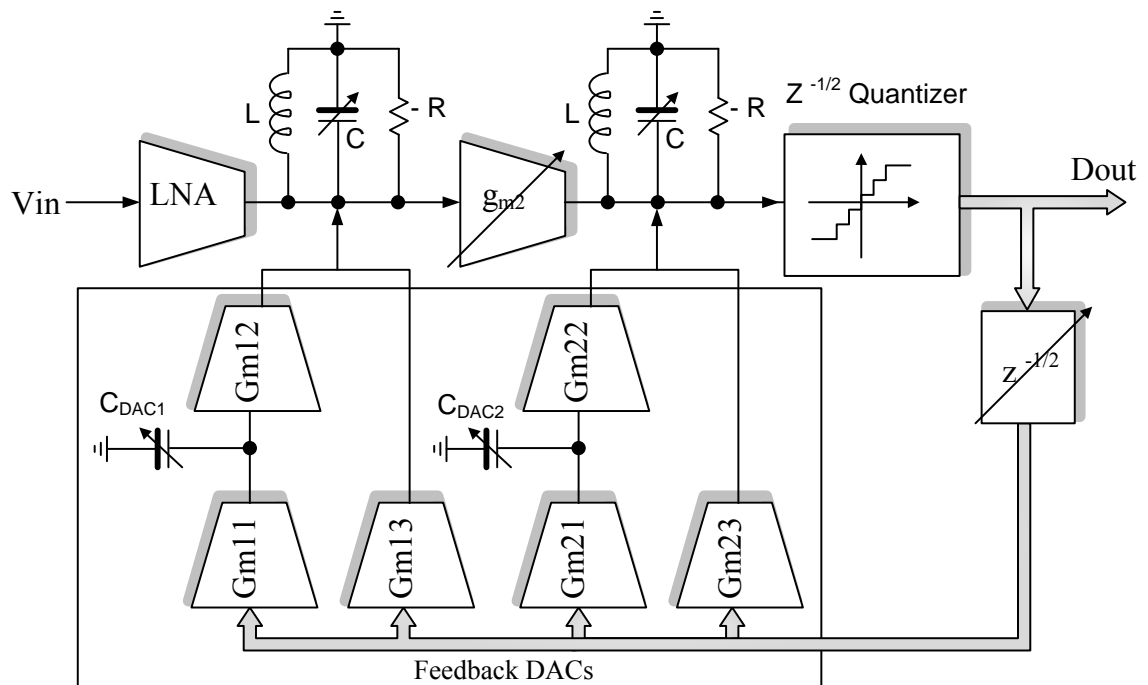 L
C
- R
L
C
- R
Z -1/2 Quantizer
Vin
LNA
gm2
Dout
Gm12
Gm22
z -1/2
CDAC1
CDAC2
Gm11
Gm13
Gm21
Gm23
Feedback DACs